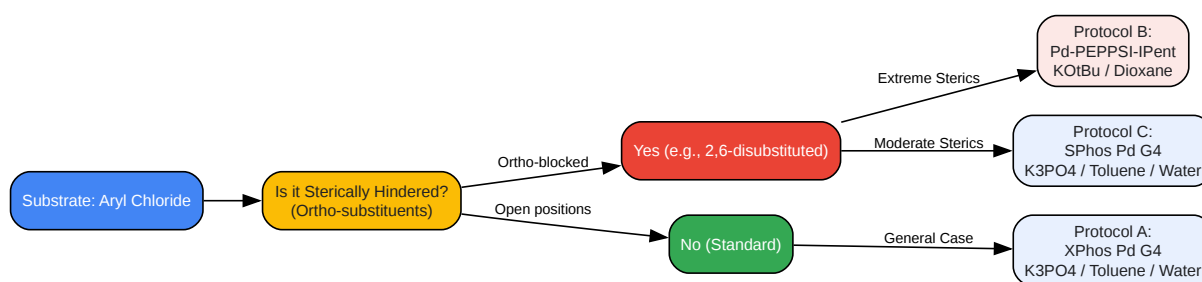 Substrate: Aryl Chloride
Is it Sterically Hindered?
(Ortho-substituents)
Ortho-blocked
Open positions
Yes (e.g., 2,6-disubstituted)
No (Standard)
Extreme Sterics
Moderate Sterics
General Case
Protocol B:
Pd-PEPPSI-IPent
KOtBu / Dioxane
Protocol C:
SPhos Pd G4
K3PO4 / Toluene / Water
Protocol A:
XPhos Pd G4
K3PO4 / Toluene / Water